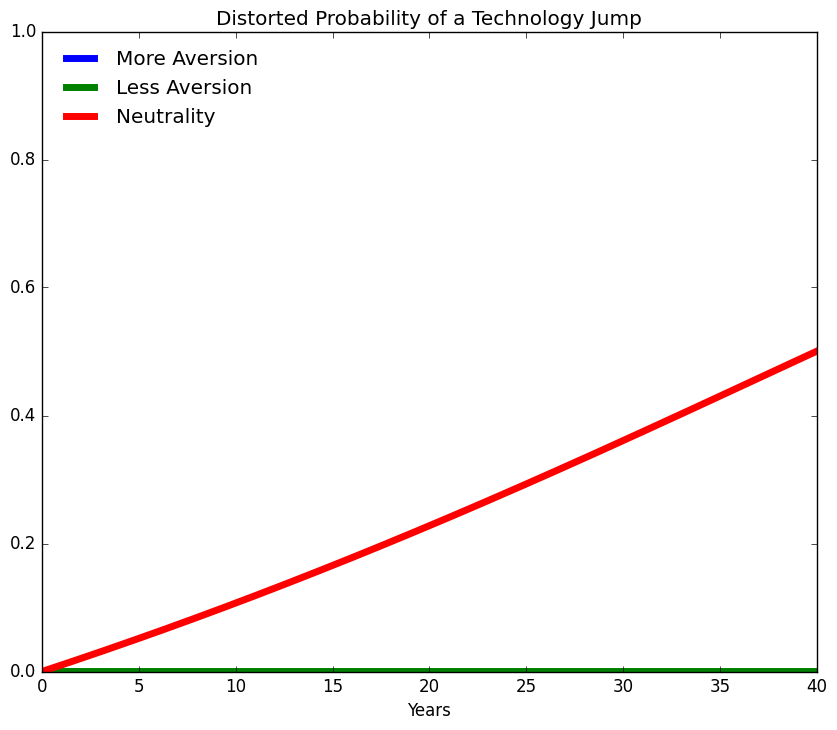 Distorted Probability of a Technology Jump
1.0
More Aversion
Less Aversion
Neutrality
0.8
0.6
0.4
0.2
0.0
0 5 10 15 20 25 30 35 40
Years